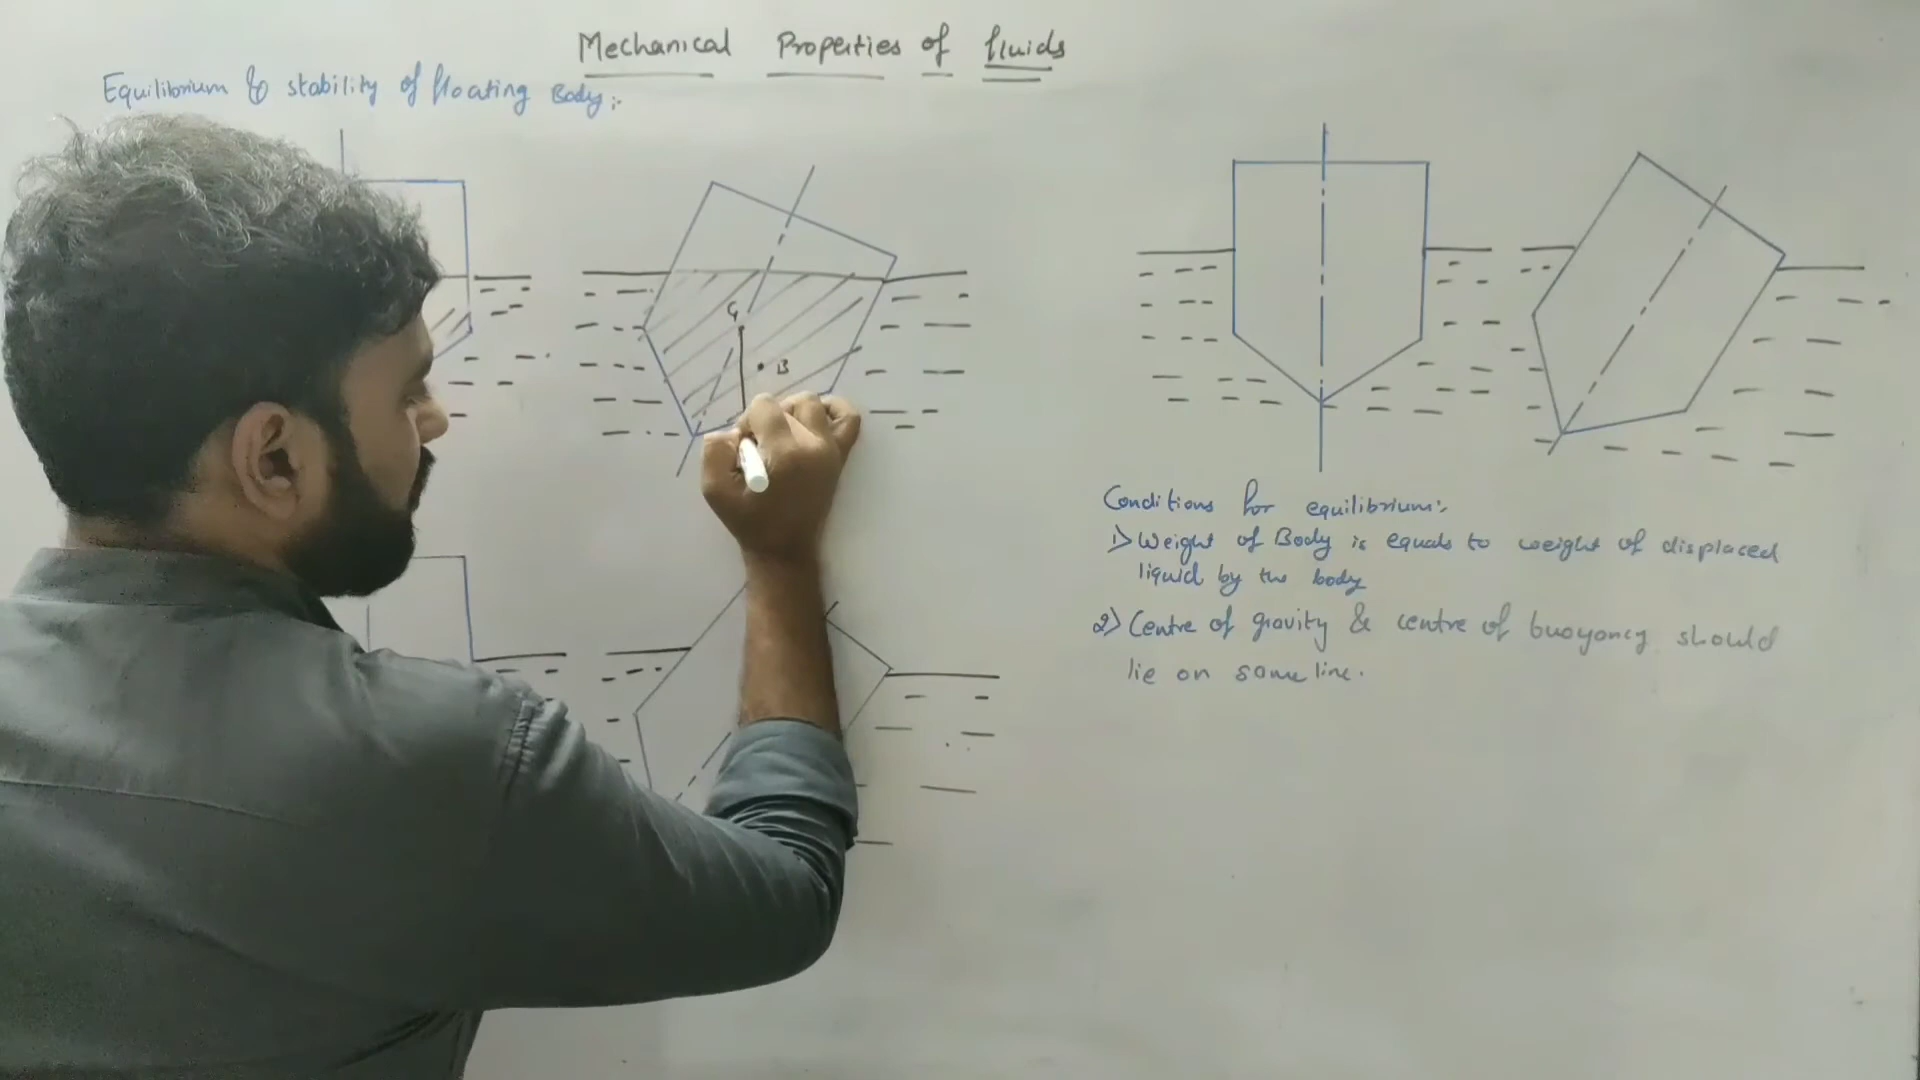 Mechanical Properties of fluids
Equilibrium & stability of floating Body:-
G
B
Conditions for equilibrium:-
1> Weight of Body is equals to weight of displaced
liquid by the body
2> Centre of gravity & centre of buoyancy should
lie on same line.